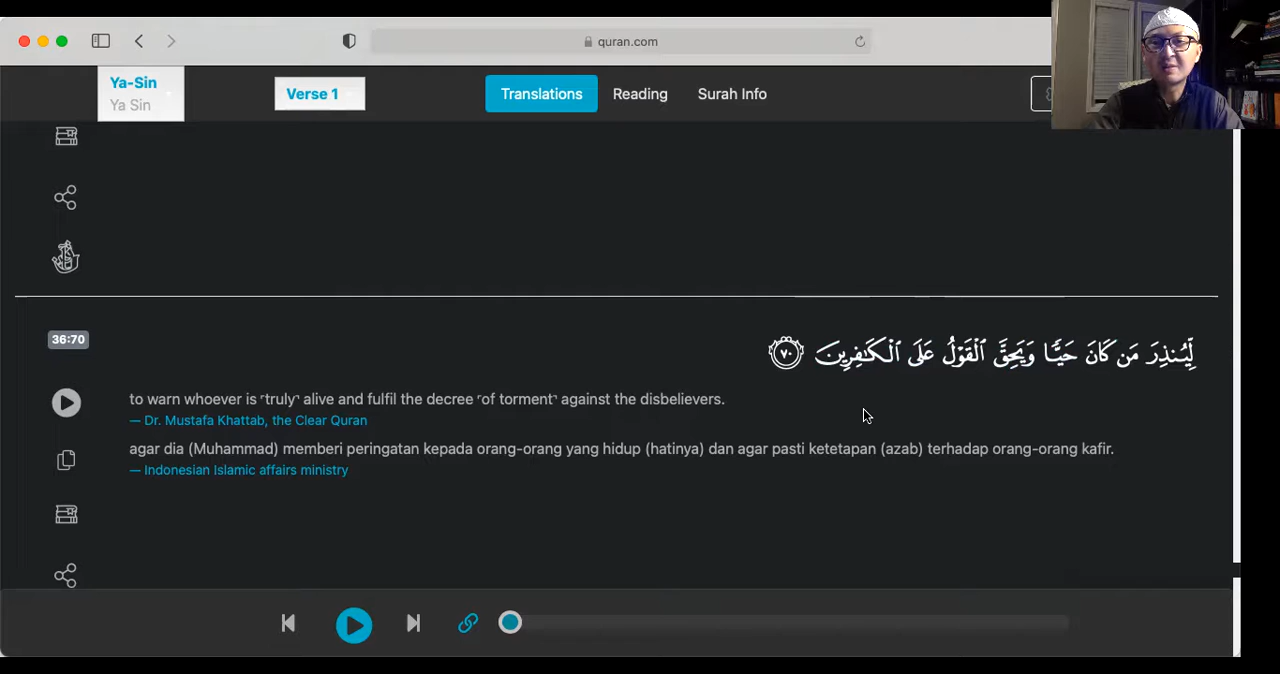 quran.com
Ya-Sin
Ya Sin
Verse 1
Translations
Reading
Surah Info
36:70
لِّيُنذِرَ مَن كَانَ حَيًّا وَيَحِقَّ ٱلْقَوْلُ عَلَى ٱلْكَـٰفِرِينَ ٧٠
to warn whoever is ˹truly˺ alive and fulfil the decree ˹of torment˺ against the disbelievers.
— Dr. Mustafa Khattab, the Clear Quran
agar dia (Muhammad) memberi peringatan kepada orang-orang yang hidup (hatinya) dan agar pasti ketetapan (azab) terhadap orang-orang kafir.
— Indonesian Islamic affairs ministry